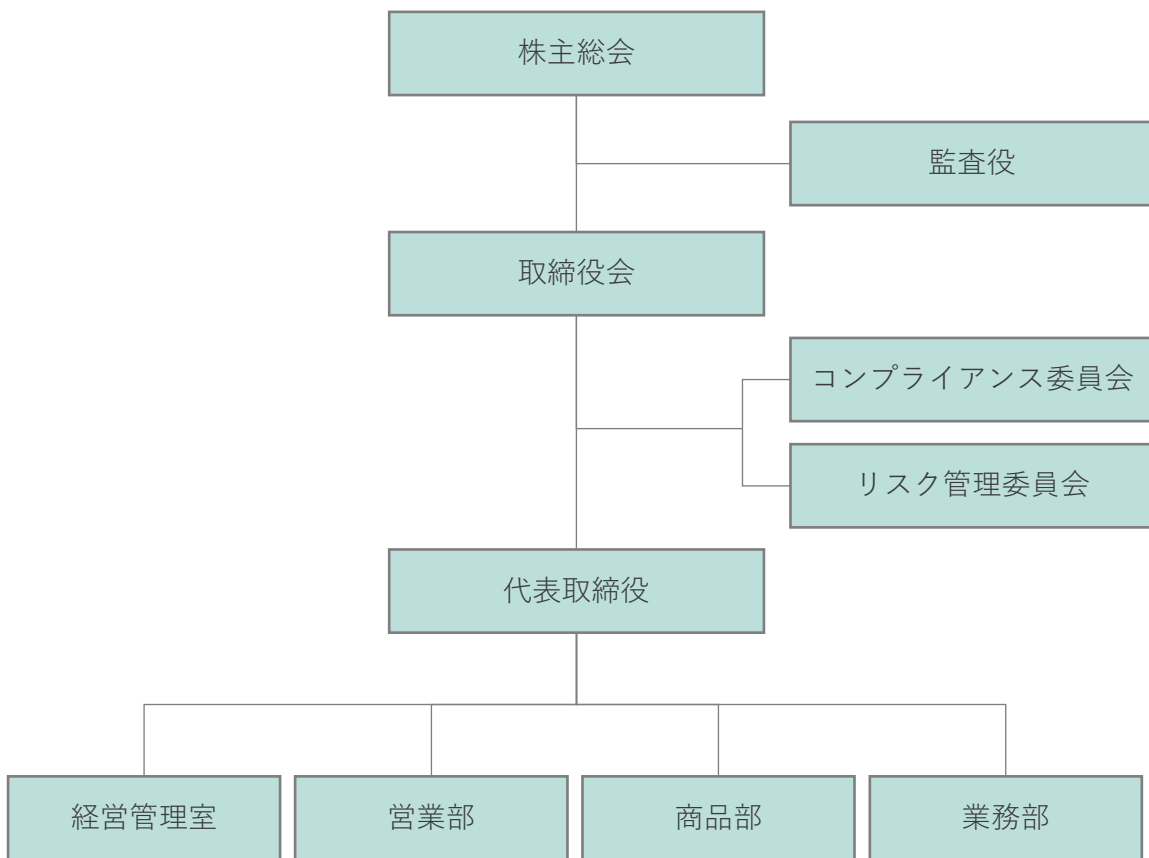 株主総会
監査役
取締役会
コンプライアンス委員会
リスク管理委員会
代表取締役
経営管理室
営業部
商品部
業務部